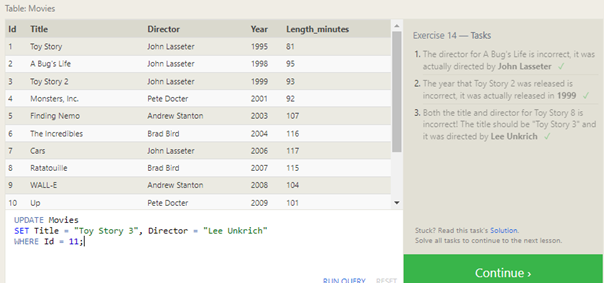 Table: Movies
Id Title Director Year Length_minutes
1 Toy Story John Lasseter 1995 81
2 A Bug's Life John Lasseter 1998 95
3 Toy Story 2 John Lasseter 1999 93
4 Monsters, Inc. Pete Docter 2001 92
5 Finding Nemo Andrew Stanton 2003 107
6 The Incredibles Brad Bird 2004 116
7 Cars John Lasseter 2006 117
8 Ratatouille Brad Bird 2007 115
9 WALL-E Andrew Stanton 2008 104
10 Up Pete Docter 2009 101
UPDATE Movies
SET Title = "Toy Story 3", Director = "Lee Unkrich"
WHERE Id = 11;
RUN QUERY RESET
Exercise 14 — Tasks
1. The director for A Bug's Life is incorrect, it was
actually directed by John Lasseter ✓
2. The year that Toy Story 2 was released is
incorrect, it was actually released in 1999 ✓
3. Both the title and director for Toy Story 8 is
incorrect! The title should be "Toy Story 3" and
it was directed by Lee Unkrich ✓
Stuck? Read this task's Solution.
Solve all tasks to continue to the next lesson.
Continue ›